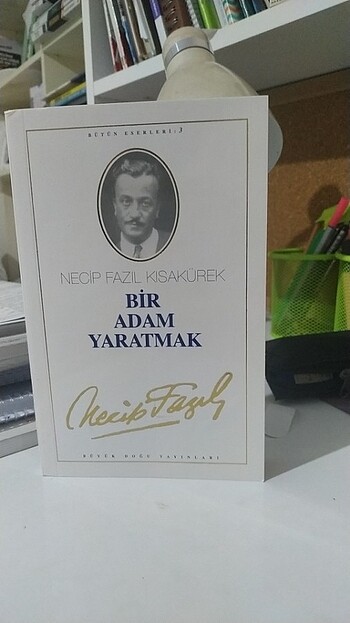 BÜTÜN ESERLERİ: 3
NECİP FAZIL KISAKÜREK
BİR
ADAM
YARATMAK
Necip Fazıl
BÜYÜK DOĞU YAYINLARI